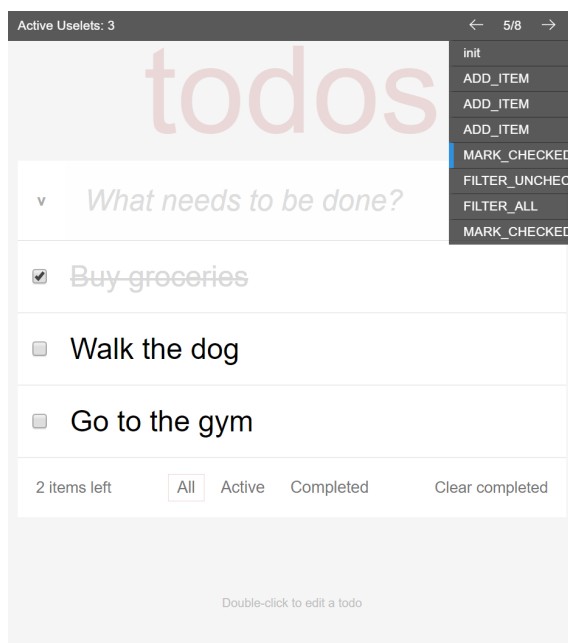 Active Uselets: 3
← 5/8 →
init
ADD_ITEM
ADD_ITEM
ADD_ITEM
MARK_CHECKED
FILTER_UNCHEC
FILTER_ALL
MARK_CHECKED
todos
v What needs to be done?
Buy groceries
Walk the dog
Go to the gym
2 items left All Active Completed Clear completed
Double-click to edit a todo